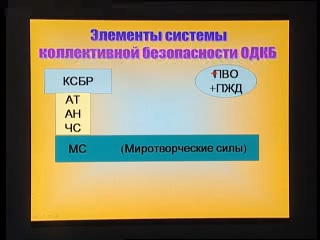 Элементы системы
коллективной безопасности ОДКБ
КСБР
+ПВО
+ПЖД
АТ
АН
ЧС
МС (Миротворческие силы)